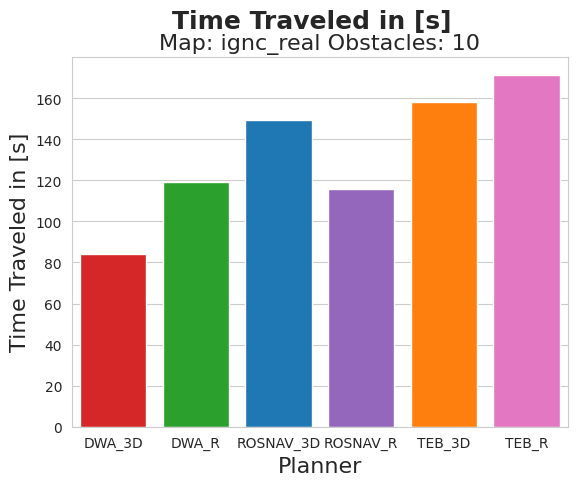 Time Traveled in [s]
Map: ignc_real Obstacles: 10
Time Traveled in [s]
160
140
120
100
80
60
40
20
0
DWA_3D DWA_R ROSNAV_3D ROSNAV_R TEB_3D TEB_R
Planner